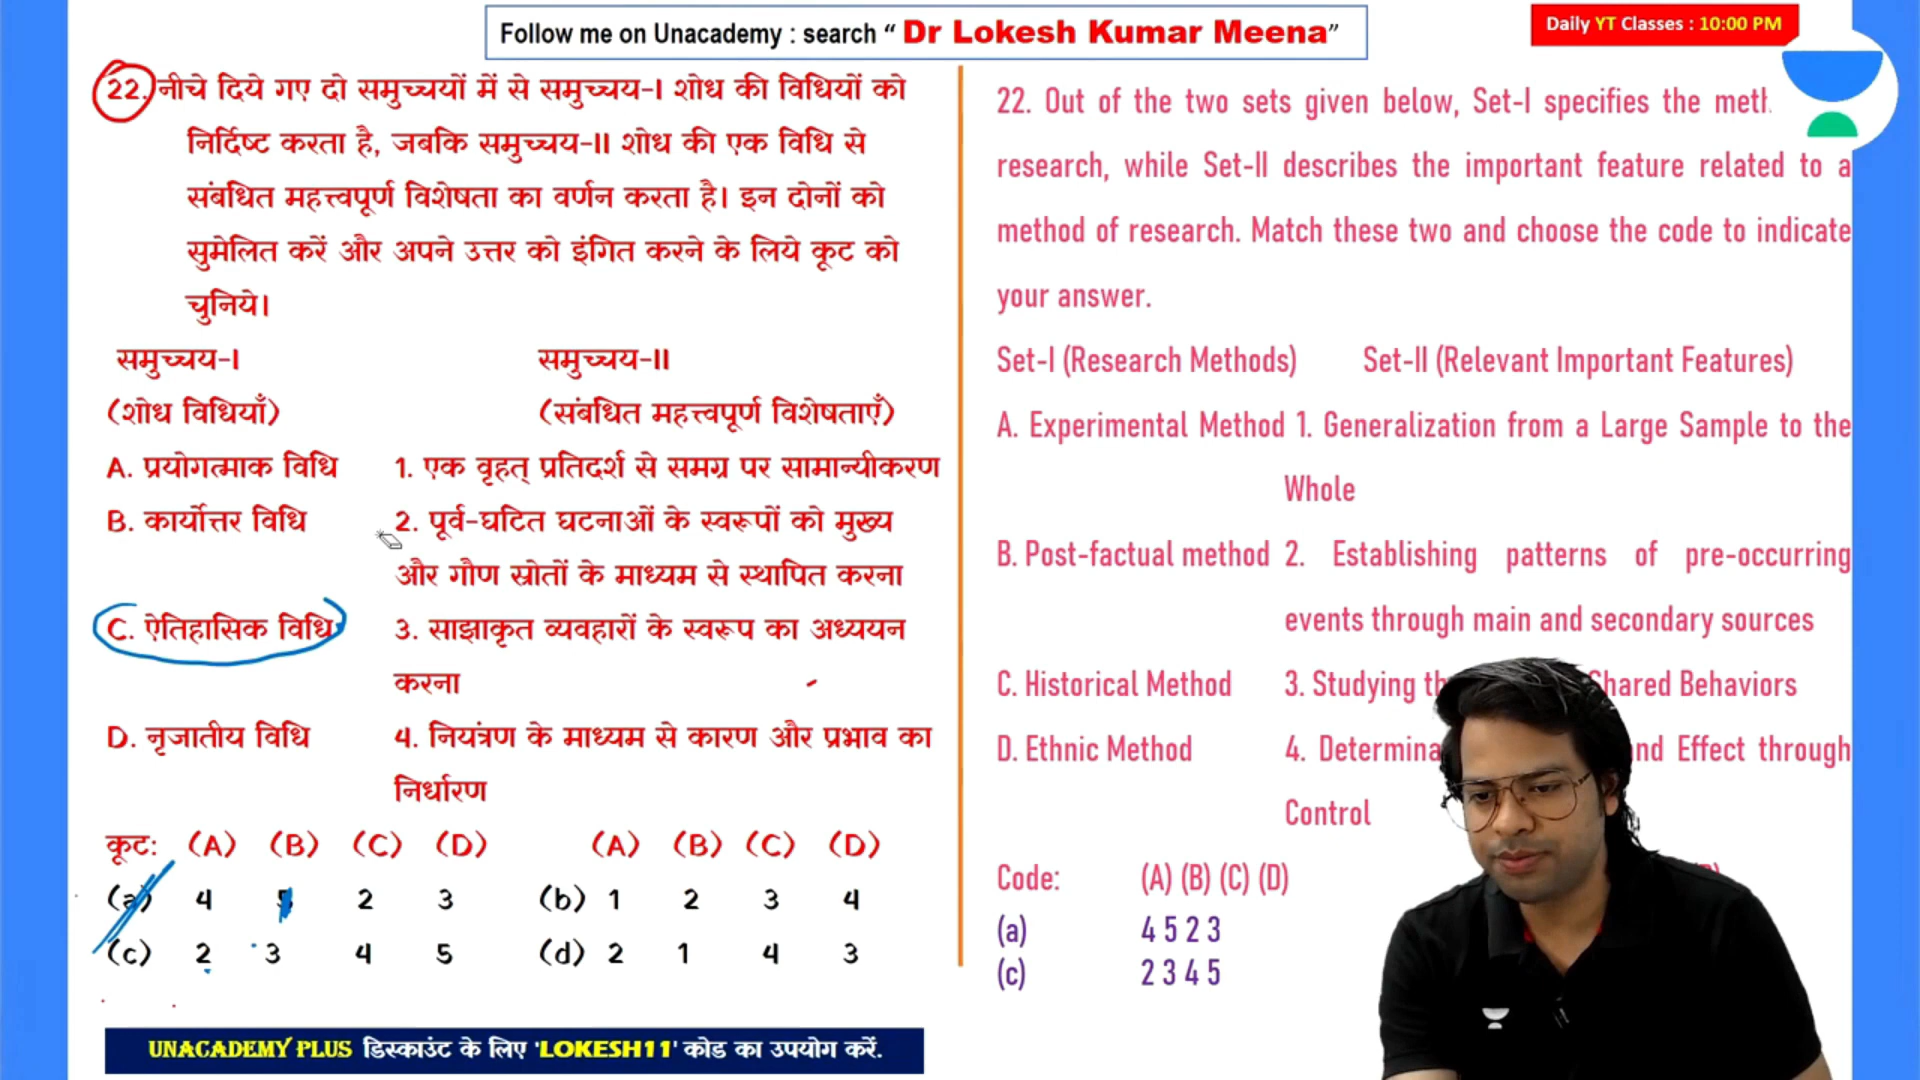 Follow me on Unacademy : search “ Dr Lokesh Kumar Meena”
Daily YT Classes : 10:00 PM
22. नीचे दिये गए दो समुच्चयों में से समुच्चय-I शोध की विधियों को
निर्दिष्ट करता है, जबकि समुच्चय-II शोध की एक विधि से
संबधित महत्त्वपूर्ण विशेषता का वर्णन करता है। इन दोनों को
सुमेलित करें और अपने उत्तर को इंगित करने के लिये कूट को
चुनिये।
समुच्चय-I समुच्चय-II
(शोध विधियाँ) (संबधित महत्त्वपूर्ण विशेषताएँ)
A. प्रयोगत्माक विधि 1. एक वृहत् प्रतिदर्श से समग्र पर सामान्यीकरण
B. कार्योत्तर विधि 2. पूर्व-घटित घटनाओं के स्वरूपों को मुख्य
और गौण स्रोतों के माध्यम से स्थापित करना
C. ऐतिहासिक विधि 3. साझाकृत व्यवहारों के स्वरूप का अध्ययन
करना
D. नृजातीय विधि 4. नियंत्रण के माध्यम से कारण और प्रभाव का
निर्धारण
कूट: (A) (B) (C) (D) (A) (B) (C) (D)
(a) 4 5 2 3 (b) 1 2 3 4
(c) 2 3 4 5 (d) 2 1 4 3
UNACADEMY PLUS डिस्काउंट के लिए 'LOKESH11' कोड का उपयोग करें.
22. Out of the two sets given below, Set-I specifies the
research, while Set-II describes the important feature related to a
method of research. Match these two and choose the code to indicate
your answer.
Set-I (Research Methods) Set-II (Relevant Important Features)
A. Experimental Method 1. Generalization from a Large Sample to the
Whole
B. Post-factual method 2. Establishing patterns of pre-occurring
events through main and secondary sources
C. Historical Method 3. Studying Shared Behaviors
D. Ethnic Method 4. Effect through
Control
Code: (A) (B) (C) (D)
(a) 4 5 2 3
(c) 2 3 4 5